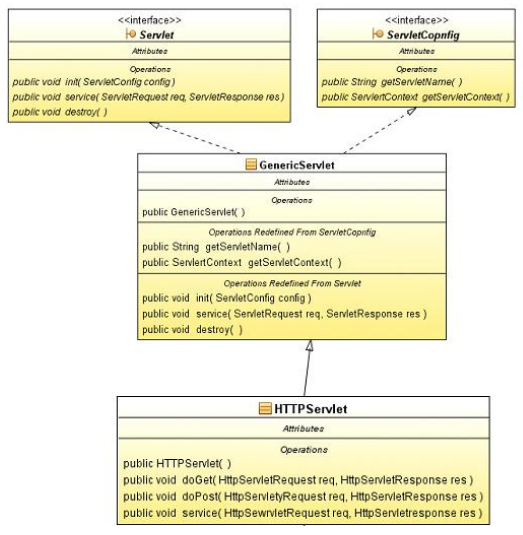 <<interface>>
Servlet
Attributes
Operations
public void init( ServletConfig config )
public void service( ServletRequest req, ServletResponse res )
public void destroy( )
<<interface>>
ServletCopnfig
Attributes
Operations
public String getServletName( )
public ServlertContext getServletContext( )
GenericServlet
Attributes
Operations
public GenericServlet( )
Operations Redefined From ServletCopnfig
public String getServletName( )
public ServlertContext getServletContext( )
Operations Redefined From Servlet
public void init( ServletConfig config )
public void service( ServletRequest req, ServletResponse res )
public void destroy( )
HTTPServlet
Attributes
Operations
public HTTPServlet( )
public void doGet( HttpServletRequest req, HttpServletResponse res )
public void doPost( HttpServletyRequest req, HttpServletResponse res )
public void service( HttpSewrvletRequest req, HttpServletresponse res )